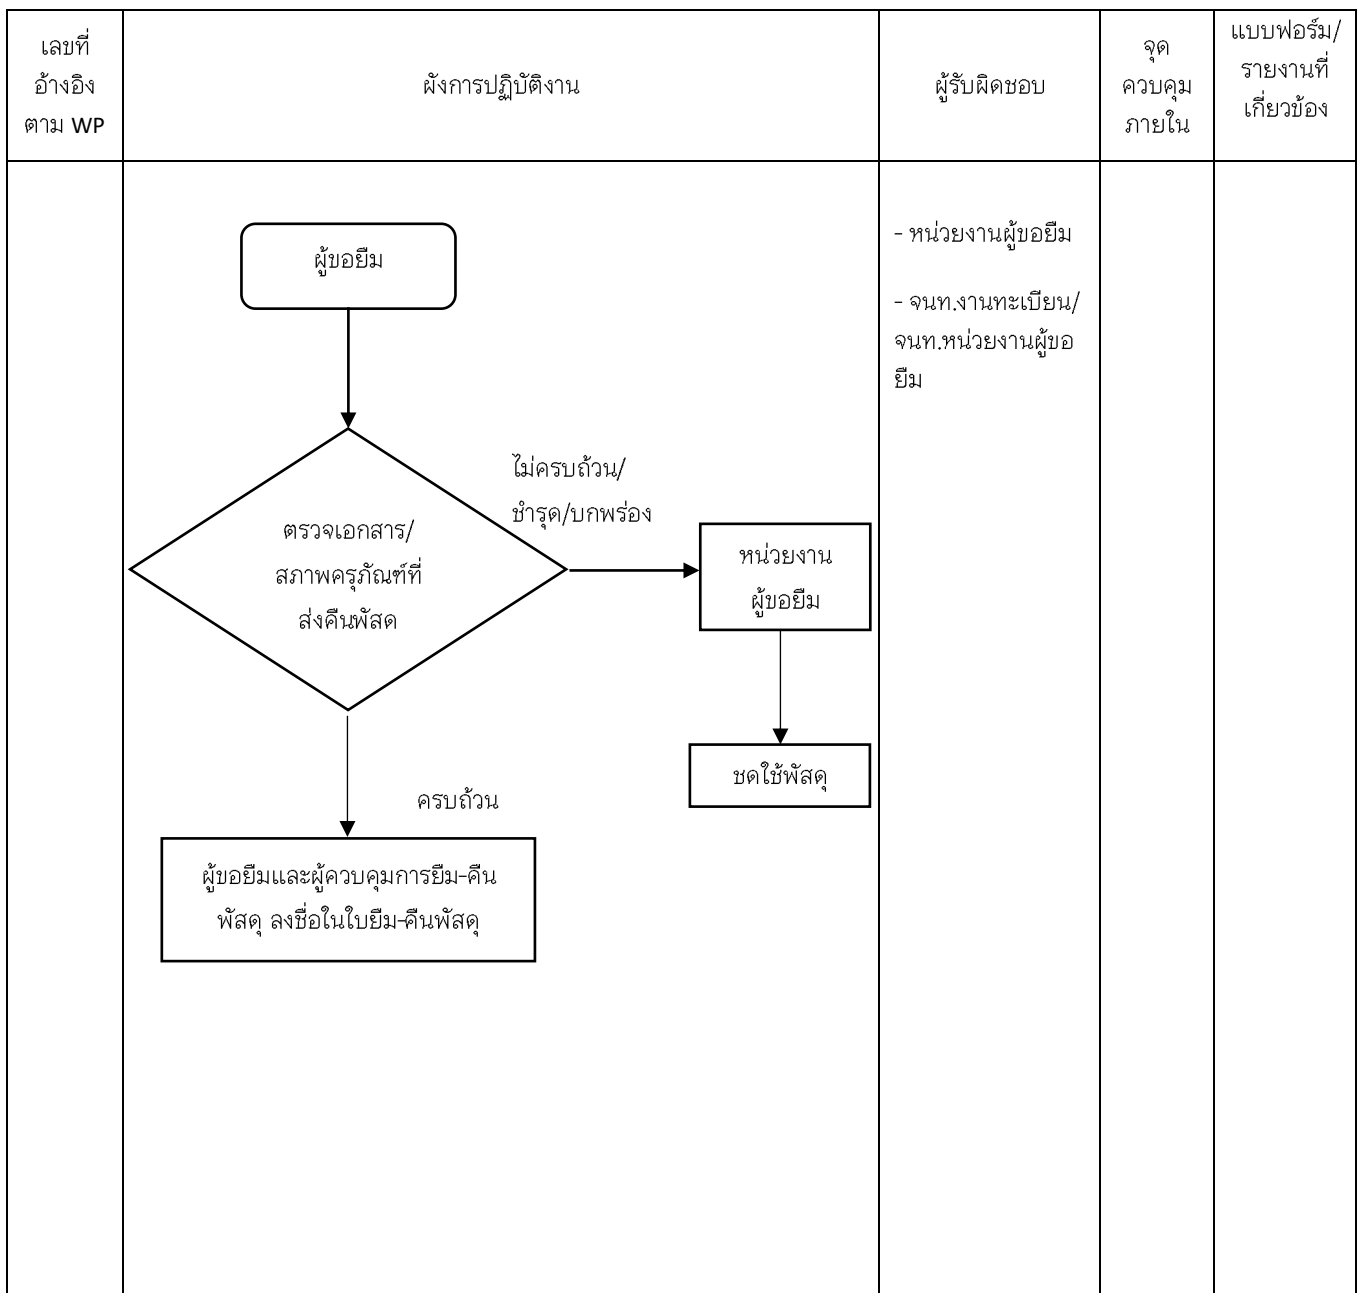 เลขที่
อ้างอิง
ตาม WP
ผังการปฏิบัติงาน
ผู้รับผิดชอบ
จุด
ควบคุม
ภายใน
แบบฟอร์ม/
รายงานที่
เกี่ยวข้อง
ผู้ขอยืม
- หน่วยงานผู้ขอยืม
- จนท.งานทะเบียน/
จนท.หน่วยงานผู้ขอ
ยืม
ไม่ครบถ้วน/
ชำรุด/บกพร่อง
ตรวจเอกสาร/
สภาพครุภัณฑ์ที่
ส่งคืนพัสด
หน่วยงาน
ผู้ขอยืม
ชดใช้พัสดุ
ครบถ้วน
ผู้ขอยืมและผู้ควบคุมการยืม-คืน
พัสดุ ลงชื่อในใบยืม-คืนพัสดุ